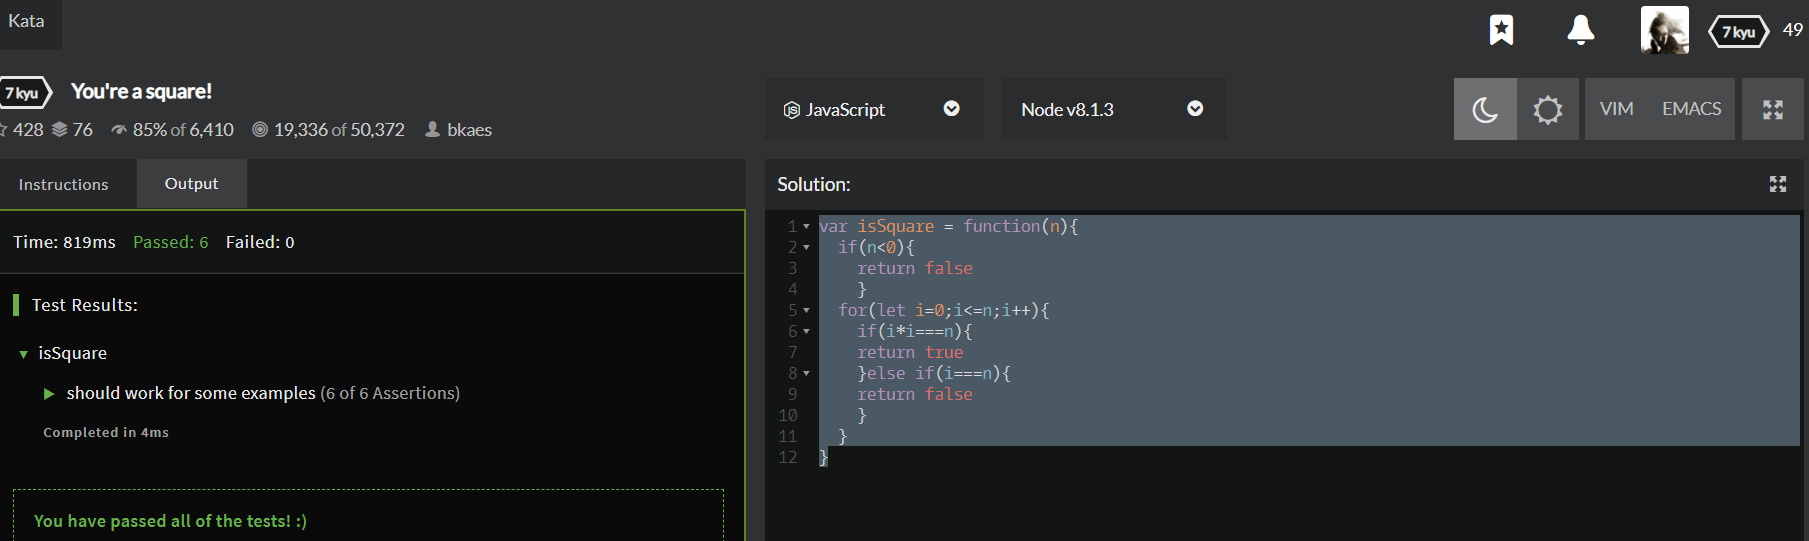 Kata
7 kyu 49
7 kyu You're a square!
428 76 85% of 6,410 19,336 of 50,372 bkaes
JavaScript
Node v8.1.3
VIM EMACS
Instructions Output
Time: 819ms Passed: 6 Failed: 0
Test Results:
isSquare
should work for some examples (6 of 6 Assertions)
Completed in 4ms
You have passed all of the tests! :)
Solution:
1 var isSquare = function(n){
2 if(n<0){
3 return false
4 }
5 for(let i=0;i<=n;i++){
6 if(i*i===n){
7 return true
8 }else if(i===n){
9 return false
10 }
11 }
12 }